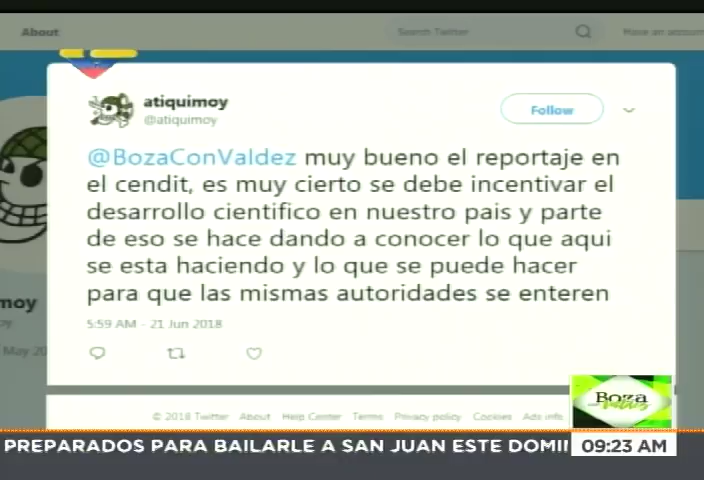 About
Search Twitter
Have an account
atiquimoy
@atiquimoy
Follow
@BozaConValdez muy bueno el reportaje en
el cendit, es muy cierto se debe incentivar el
desarrollo cientifico en nuestro pais y parte
de eso se hace dando a conocer lo que aqui
se esta haciendo y lo que se puede hacer
para que las mismas autoridades se enteren
moy
oy
May 20
5:59 AM - 21 Jun 2018
© 2018 Twitter About Help Center Terms Privacy policy Cookies Ads info
Boza
con Valdez
PREPARADOS PARA BAILARLE A SAN JUAN ESTE DOMI
09:23 AM